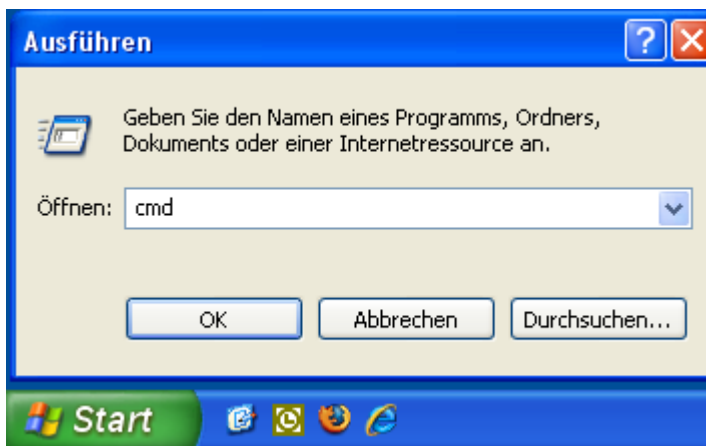 Ausführen
Geben Sie den Namen eines Programms, Ordners,
Dokuments oder einer Internetressource an.
Öffnen: cmd
OK Abbrechen Durchsuchen...
Start